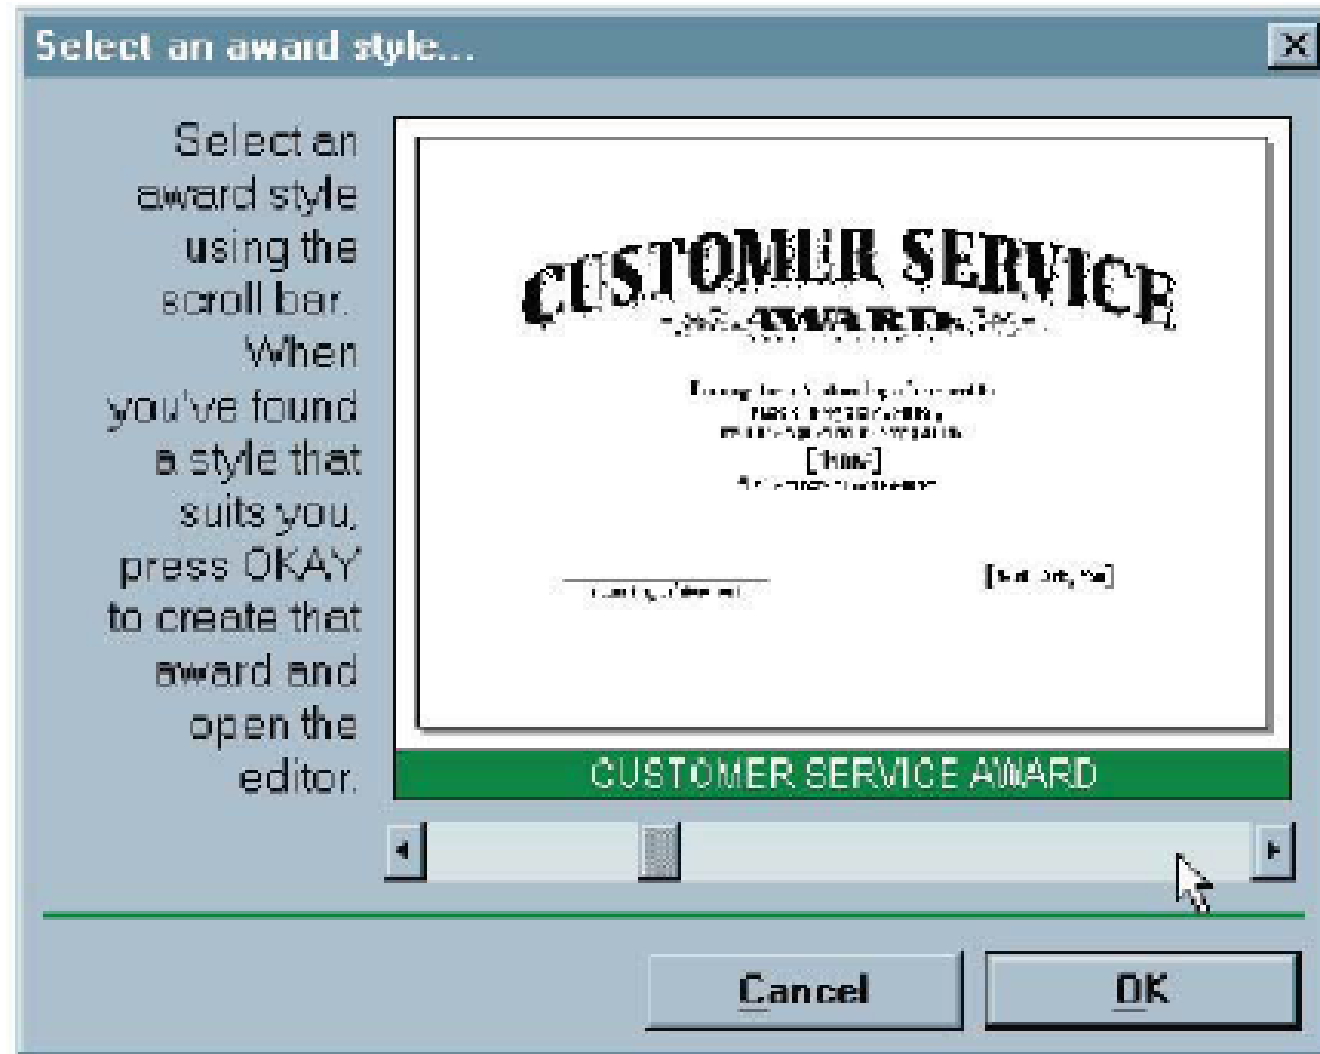 Select an award style...
Select an
award style
using the
scroll bar.
When
you've found
a style that
suits you,
press OKAY
to create that
award and
open the
editor.
CUSTOMER SERVICE
AWARD
[Name]
CUSTOMER SERVICE AWARD
Cancel
OK